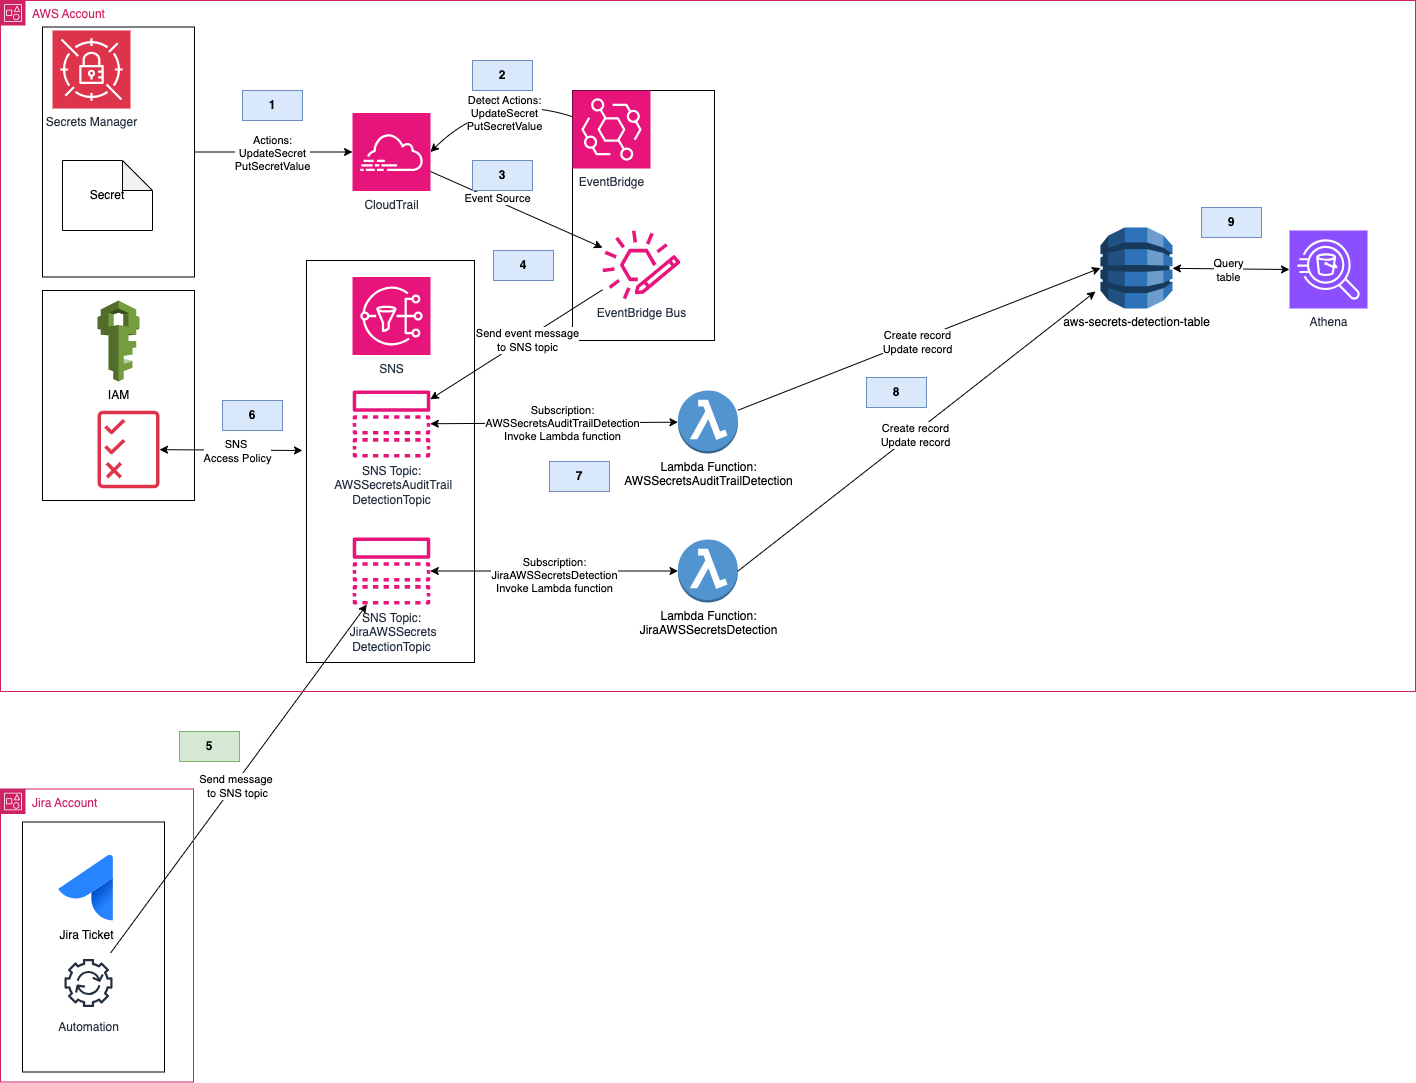 AWS Account
Secrets Manager
Secret
1
Actions:
UpdateSecret
PutSecretValue
CloudTrail
2
Detect Actions:
UpdateSecret
PutSecretValue
3
Event Source
EventBridge
EventBridge Bus
4
Send event message
to SNS topic
SNS
IAM
6
SNS
Access Policy
SNS Topic:
AWSSecretsAuditTrail
DetectionTopic
Subscription:
AWSSecretsAuditTrailDetection
Invoke Lambda function
7
Lambda Function:
AWSSecretsAuditTrailDetection
SNS Topic:
JiraAWSSecrets
DetectionTopic
Subscription:
JiraAWSSecretsDetection
Invoke Lambda function
Lambda Function:
JiraAWSSecretsDetection
Create record
Update record
8
Create record
Update record
aws-secrets-detection-table
9
Query
table
Athena
5
Send message
to SNS topic
Jira Account
Jira Ticket
Automation